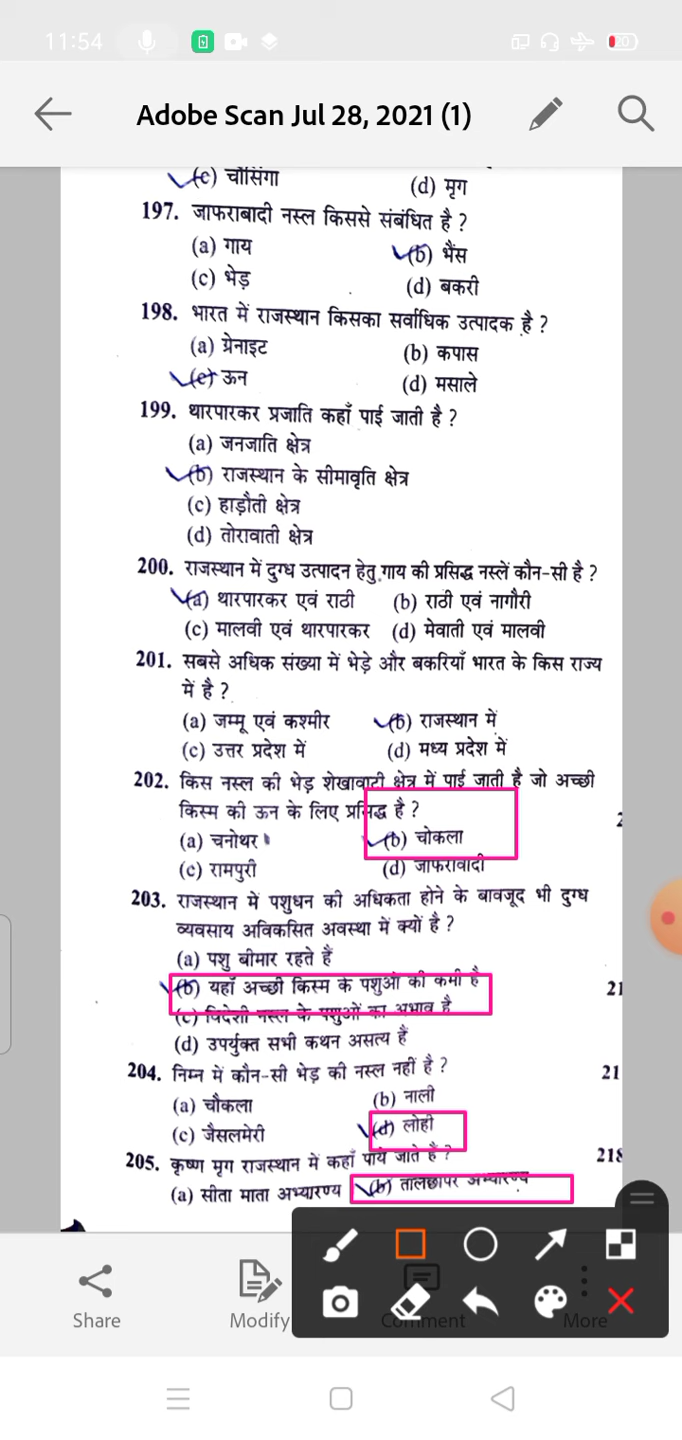 11:54
20
Adobe Scan Jul 28, 2021 (1)
(c) चौसिंगा (d) मृग
197. जाफराबादी नस्ल किससे संबंधित है ?
(a) गाय (b) भैंस
(c) भेड़ (d) बकरी
198. भारत में राजस्थान किसका सर्वाधिक उत्पादक है ?
(a) ग्रेनाइट (b) कपास
(c) ऊन (d) मसाले
199. थारपारकर प्रजाति कहाँ पाई जाती है ?
(a) जनजाति क्षेत्र
(b) राजस्थान के सीमावृति क्षेत्र
(c) हाड़ौती क्षेत्र
(d) तोरावाती क्षेत्र
200. राजस्थान में दुग्ध उत्पादन हेतु गाय की प्रसिद्ध नस्लें कौन-सी है ?
(a) थारपारकर एवं राठी (b) राठी एवं नागौरी
(c) मालवी एवं थारपारकर (d) मेवाती एवं मालवी
201. सबसे अधिक संख्या में भेड़े और बकरियाँ भारत के किस राज्य
में है ?
(a) जम्मू एवं कश्मीर (b) राजस्थान में
(c) उत्तर प्रदेश में (d) मध्य प्रदेश में
202. किस नस्ल की भेड़ शेखावाटी क्षेत्र में पाई जाती है जो अच्छी
किस्म की ऊन के लिए प्रसिद्ध है ?
(a) चनोथर (b) चोकला
(c) रामपुरी (d) जाफरावादी
203. राजस्थान में पशुधन की अधिकता होने के बावजूद भी दुग्ध
व्यवसाय अविकसित अवस्था में क्यों है ?
(a) पशु बीमार रहते हैं
(b) यहाँ अच्छी किस्म के पशुओं की कमी है
21
(c) विदेशी नस्ल के पशुओं का अभाव है
(d) उपर्युक्त सभी कथन असत्य हैं
204. निम्न में कौन-सी भेड़ की नस्ल नहीं है ?
21
(a) चौकला (b) नाली
(c) जैसलमेरी (d) लोही
205. कृष्ण मृग राजस्थान में कहाँ पाये जाते है ?
218
(a) सीता माता अभ्यारण्य (b) तालछापर अभ्यारण्य
Share
Modify
Comment
More